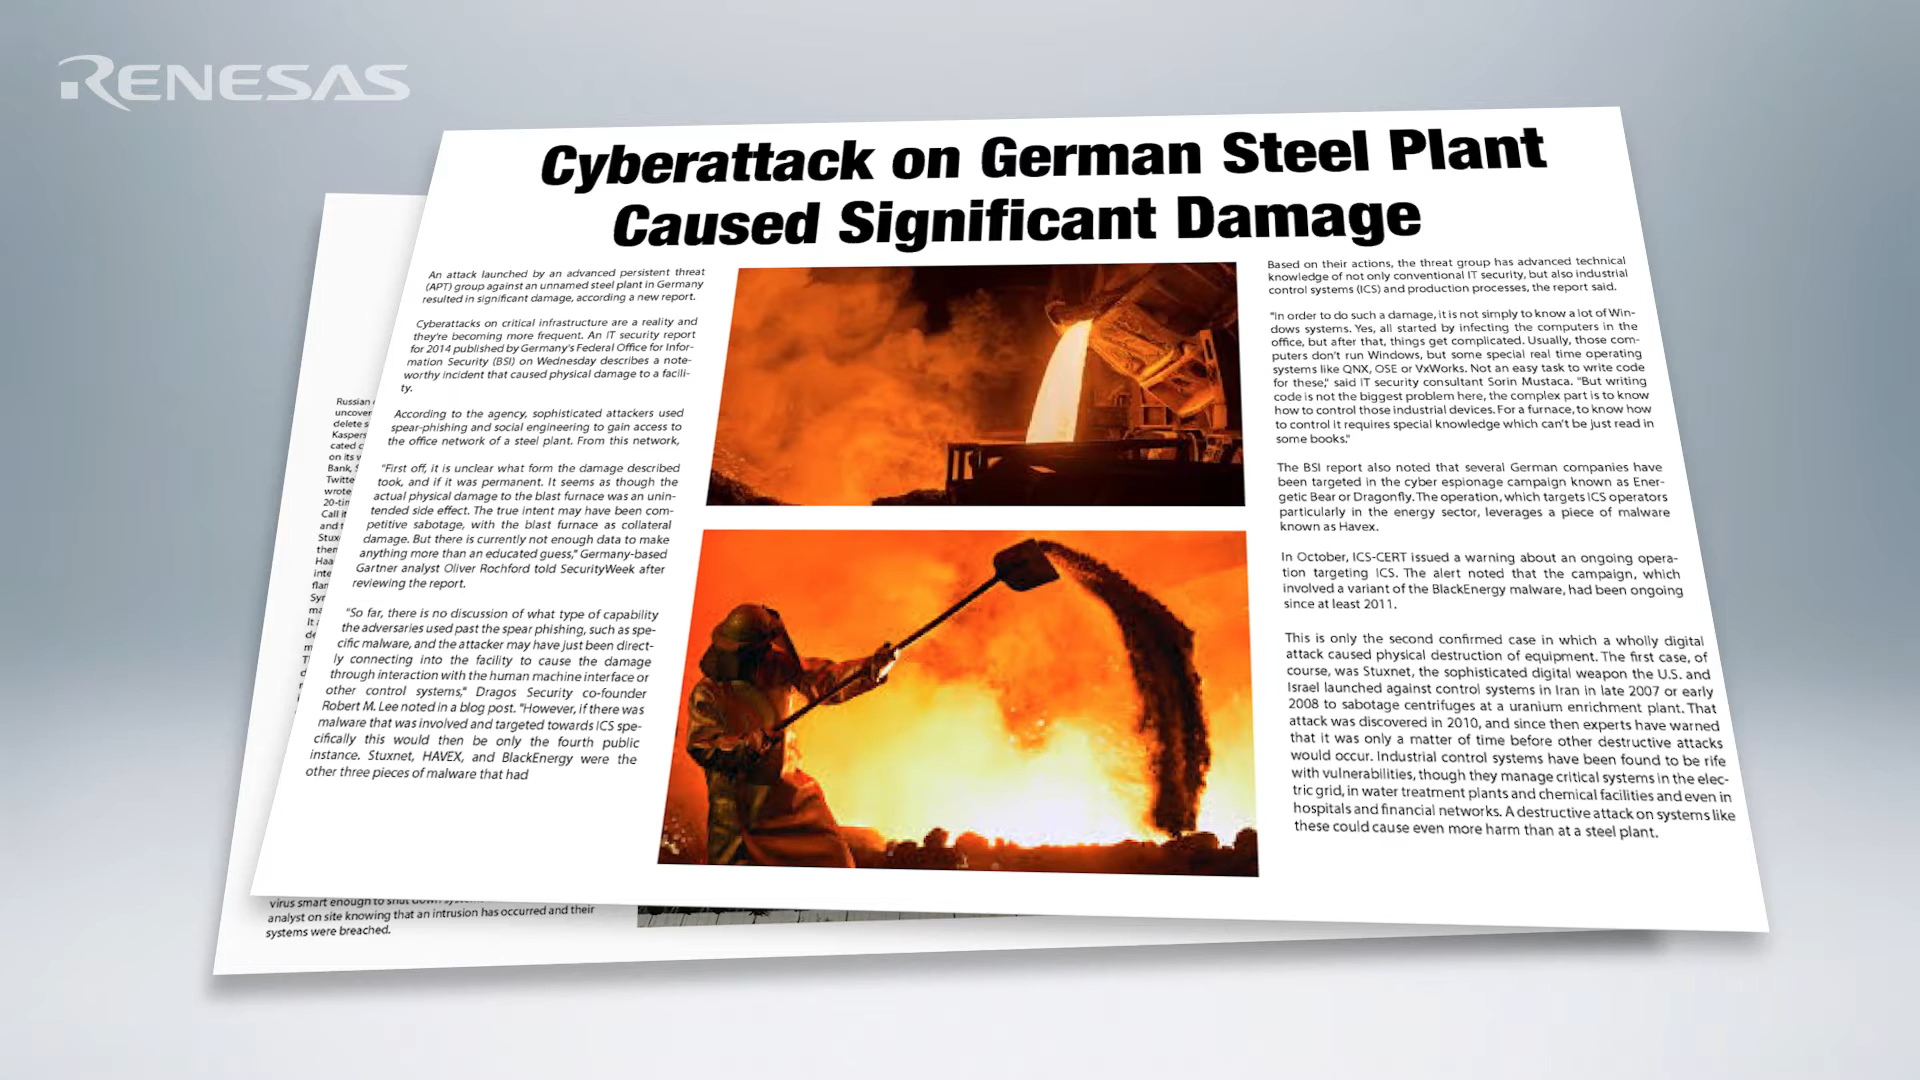 RENESAS
Cyberattack on German Steel Plant
Caused Significant Damage
An attack launched by an advanced persistent threat
(APT) group against an unnamed steel plant in Germany
resulted in significant damage, according a new report.
Cyberattacks on critical infrastructure are a reality and
they're becoming more frequent. An IT security report
for 2014 published by Germany's Federal Office for Infor-
mation Security (BSI) on Wednesday describes a note-
worthy incident that caused physical damage to a facili-
ty.
According to the agency, sophisticated attackers used
spear-phishing and social engineering to gain access to
the office network of a steel plant. From this network,
"First off, it is unclear what form the damage described
took, and if it was permanent. It seems as though the
actual physical damage to the blast furnace was an unin-
tended side effect. The true intent may have been com-
petitive sabotage, with the blast furnace as collateral
damage. But there is currently not enough data to make
anything more than an educated guess," Germany-based
Gartner analyst Oliver Rochford told SecurityWeek after
reviewing the report.
"So far, there is no discussion of what type of capability
the adversaries used past the spear phishing, such as spe-
cific malware, and the attacker may have just been direct-
ly connecting into the facility to cause the damage
through interaction with the human machine interface or
other control systems," Dragos Security co-founder
Robert M. Lee noted in a blog post. "However, if there was
malware that was involved and targeted towards ICS spe-
cifically this would then be only the fourth public
instance. Stuxnet, HAVEX, and BlackEnergy were the
other three pieces of malware that had
Based on their actions, the threat group has advanced technical
knowledge of not only conventional IT security, but also industrial
control systems (ICS) and production processes, the report said.
"In order to do such a damage, it is not simply to know a lot of Win-
dows systems. Yes, all started by infecting the computers in the
office, but after that, things get complicated. Usually, those com-
puters don't run Windows, but some special real time operating
systems like QNX, OSE or VxWorks. Not an easy task to write code
for these," said IT security consultant Sorin Mustaca. "But writing
code is not the biggest problem here, the complex part is to know
how to control those industrial devices. For a furnace, to know how
to control it requires special knowledge which can't be just read in
some books."
The BSI report also noted that several German companies have
been targeted in the cyber espionage campaign known as Ener-
getic Bear or Dragonfly. The operation, which targets ICS operators
particularly in the energy sector, leverages a piece of malware
known as Havex.
In October, ICS-CERT issued a warning about an ongoing opera-
tion targeting ICS. The alert noted that the campaign, which
involved a variant of the BlackEnergy malware, had been ongoing
since at least 2011.
This is only the second confirmed case in which a wholly digital
attack caused physical destruction of equipment. The first case, of
course, was Stuxnet, the sophisticated digital weapon the U.S. and
Israel launched against control systems in Iran in late 2007 or early
2008 to sabotage centrifuges at a uranium enrichment plant. That
attack was discovered in 2010, and since then experts have warned
that it was only a matter of time before other destructive attacks
would occur. Industrial control systems have been found to be rife
with vulnerabilities, though they manage critical systems in the elec-
tric grid, in water treatment plants and chemical facilities and even in
hospitals and financial networks. A destructive attack on systems like
these could cause even more harm than at a steel plant.
Russian
on its
Bank,
wrote
Call
and
virus smart enough to shut down
analyst on site knowing that an intrusion has occurred and their
systems were breached.